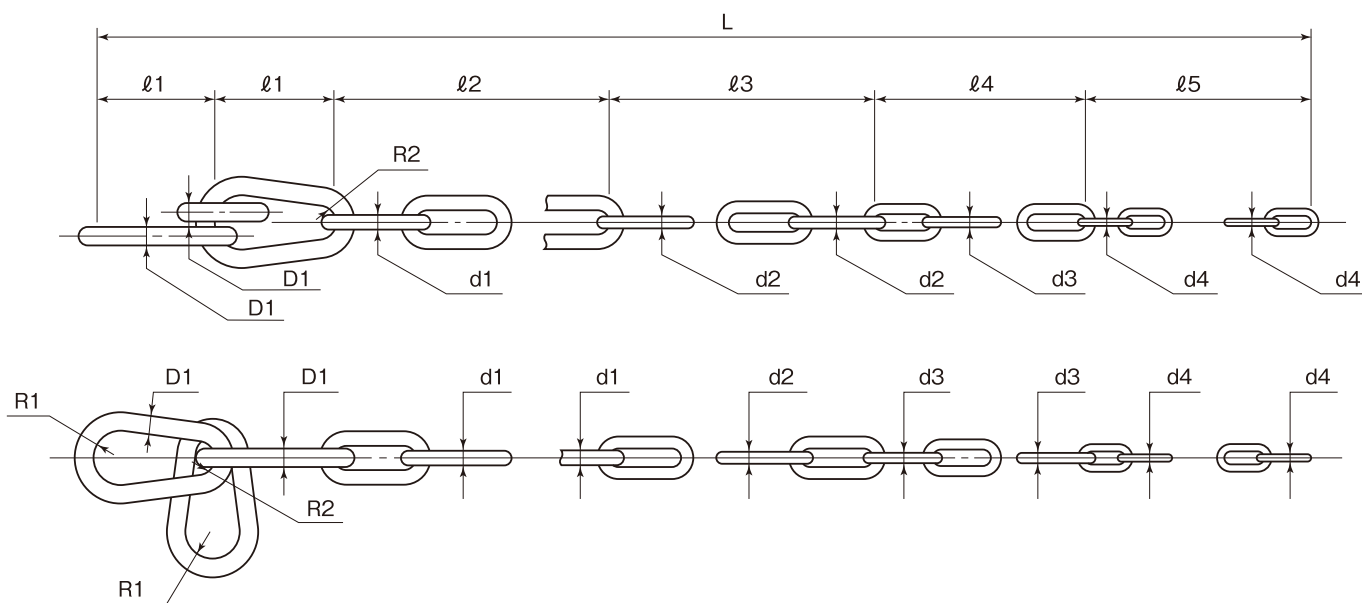 L
ℓ1 ℓ1 ℓ2 ℓ3 ℓ4 ℓ5
R2
D1 d1 d2 d2 d3 d4 d4
D1
D1 D1 d1 d1 d2 d3 d3 d4 d4
R1
R2
R1